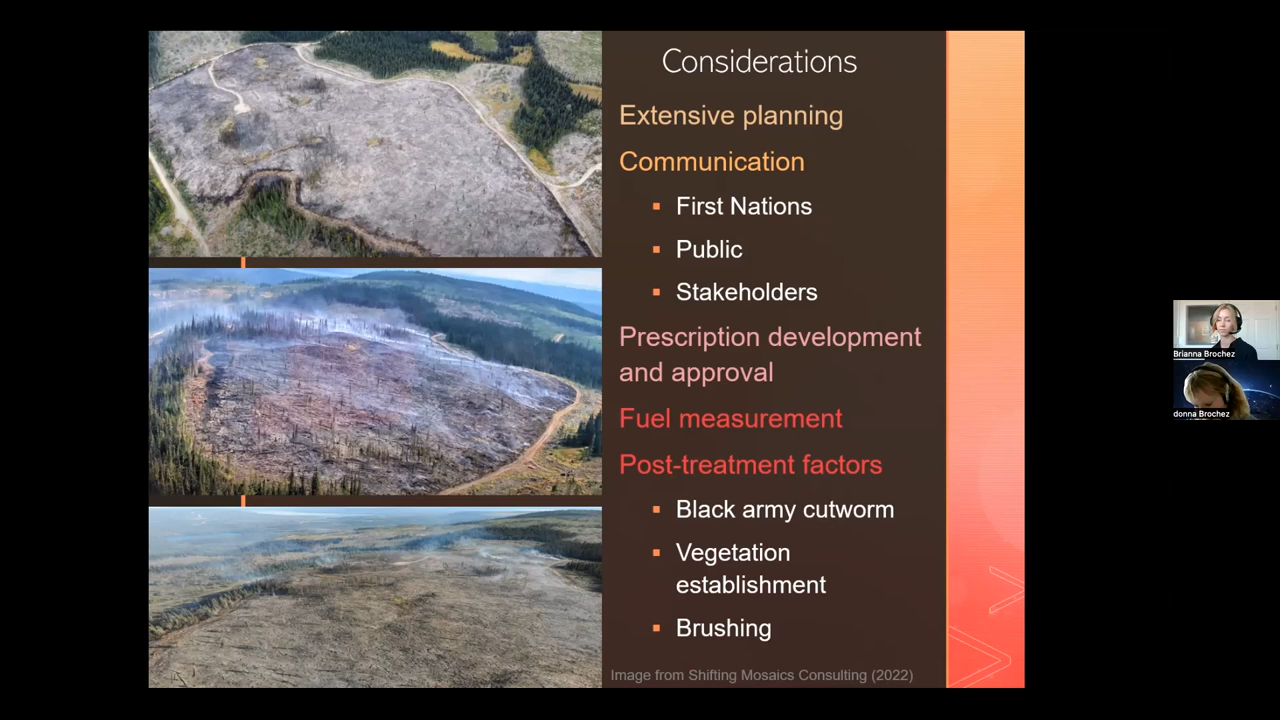 Considerations
Extensive planning
Communication
▪ First Nations
▪ Public
▪ Stakeholders
Prescription development
and approval
Fuel measurement
Post-treatment factors
▪ Black army cutworm
▪ Vegetation
establishment
▪ Brushing
Image from Shifting Mosaics Consulting (2022)
Brianna Brochez
donna Brochez